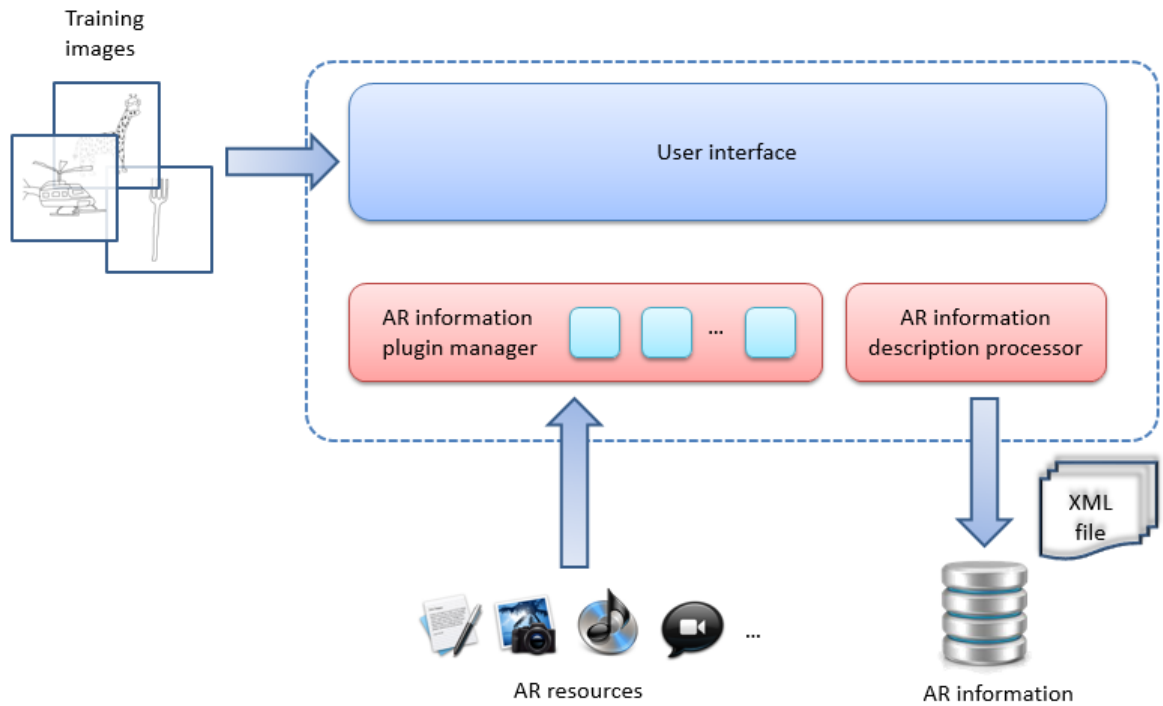 Training
images
User interface
AR information
plugin manager
...
AR information
description processor
XML
file
...
AR resources
AR information